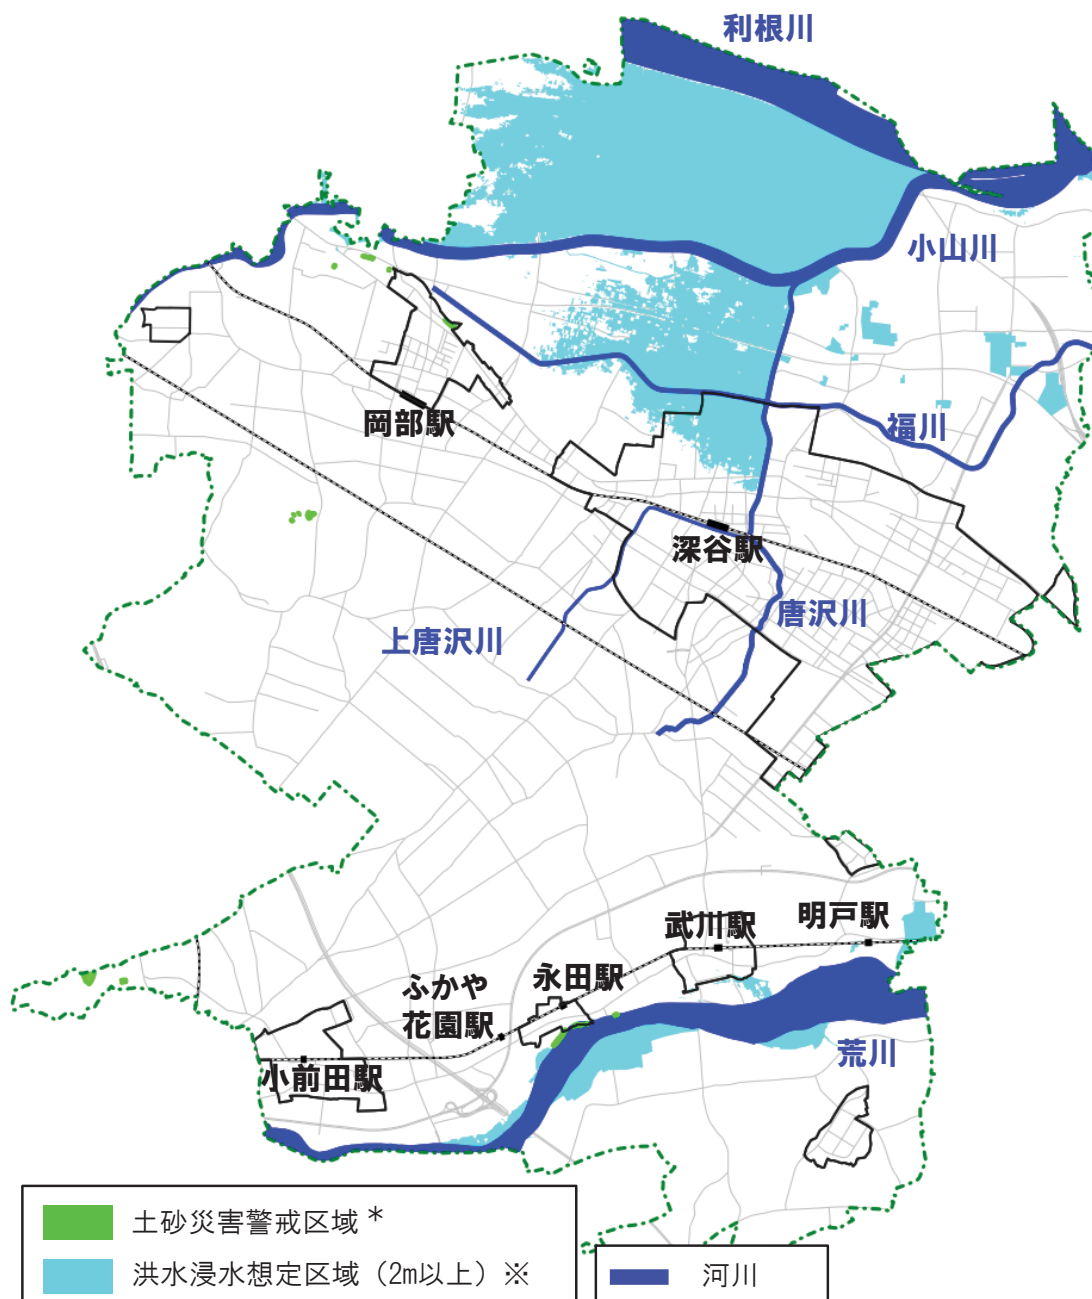 利根川
小山川
岡部駅
福川
深谷駅
唐沢川
上唐沢川
武川駅
明戸駅
ふかや
花園駅
永田駅
小前田駅
荒川
土砂災害警戒区域*
洪水浸水想定区域（2m以上）※
河川